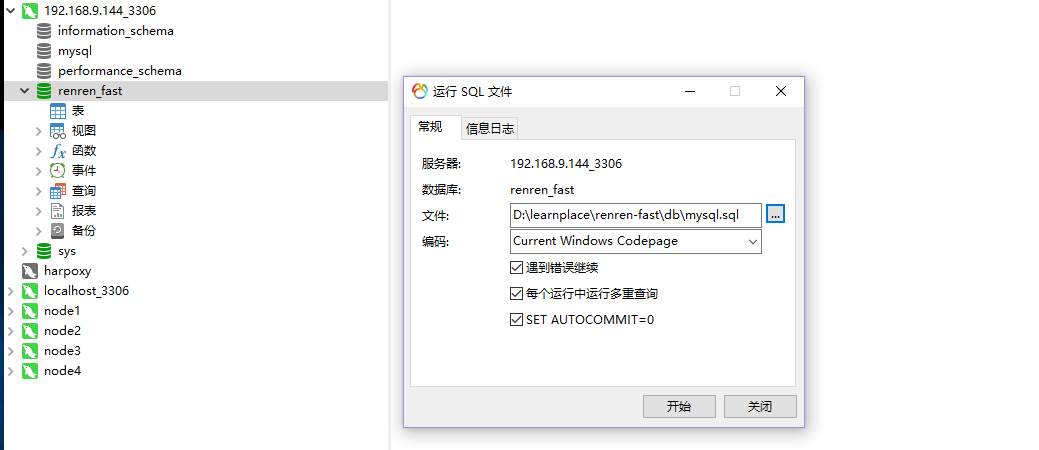 192.168.9.144_3306
information_schema
mysql
performance_schema
renren_fast
表
视图
函数
事件
查询
报表
备份
sys
harpoxy
localhost_3306
node1
node2
node3
node4
运行 SQL 文件
常规 信息日志
服务器: 192.168.9.144_3306
数据库: renren_fast
文件: D:\learnplace\renren-fast\db\mysql.sql ...
编码: Current Windows Codepage
遇到错误继续
每个运行中运行多重查询
SET AUTOCOMMIT=0
开始 关闭